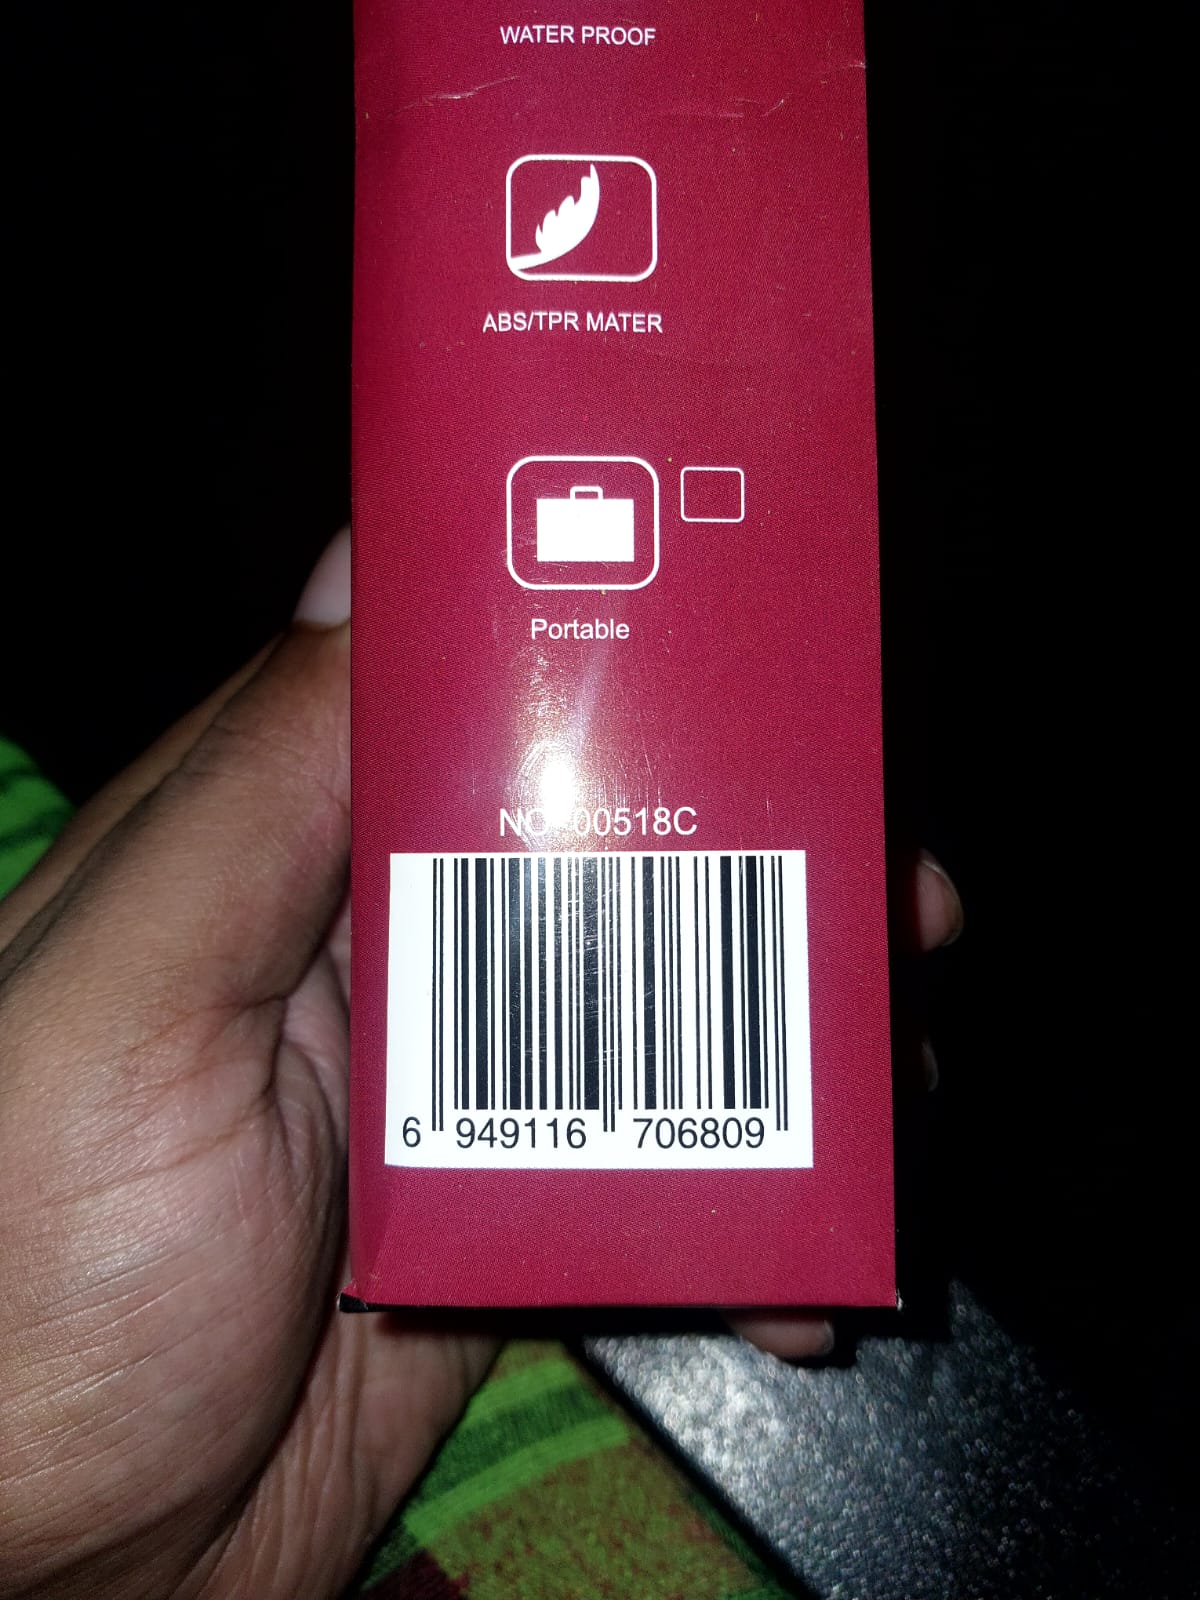 WATER PROOF
ABS/TPR MATER
Portable
00518C
6 949116 706809